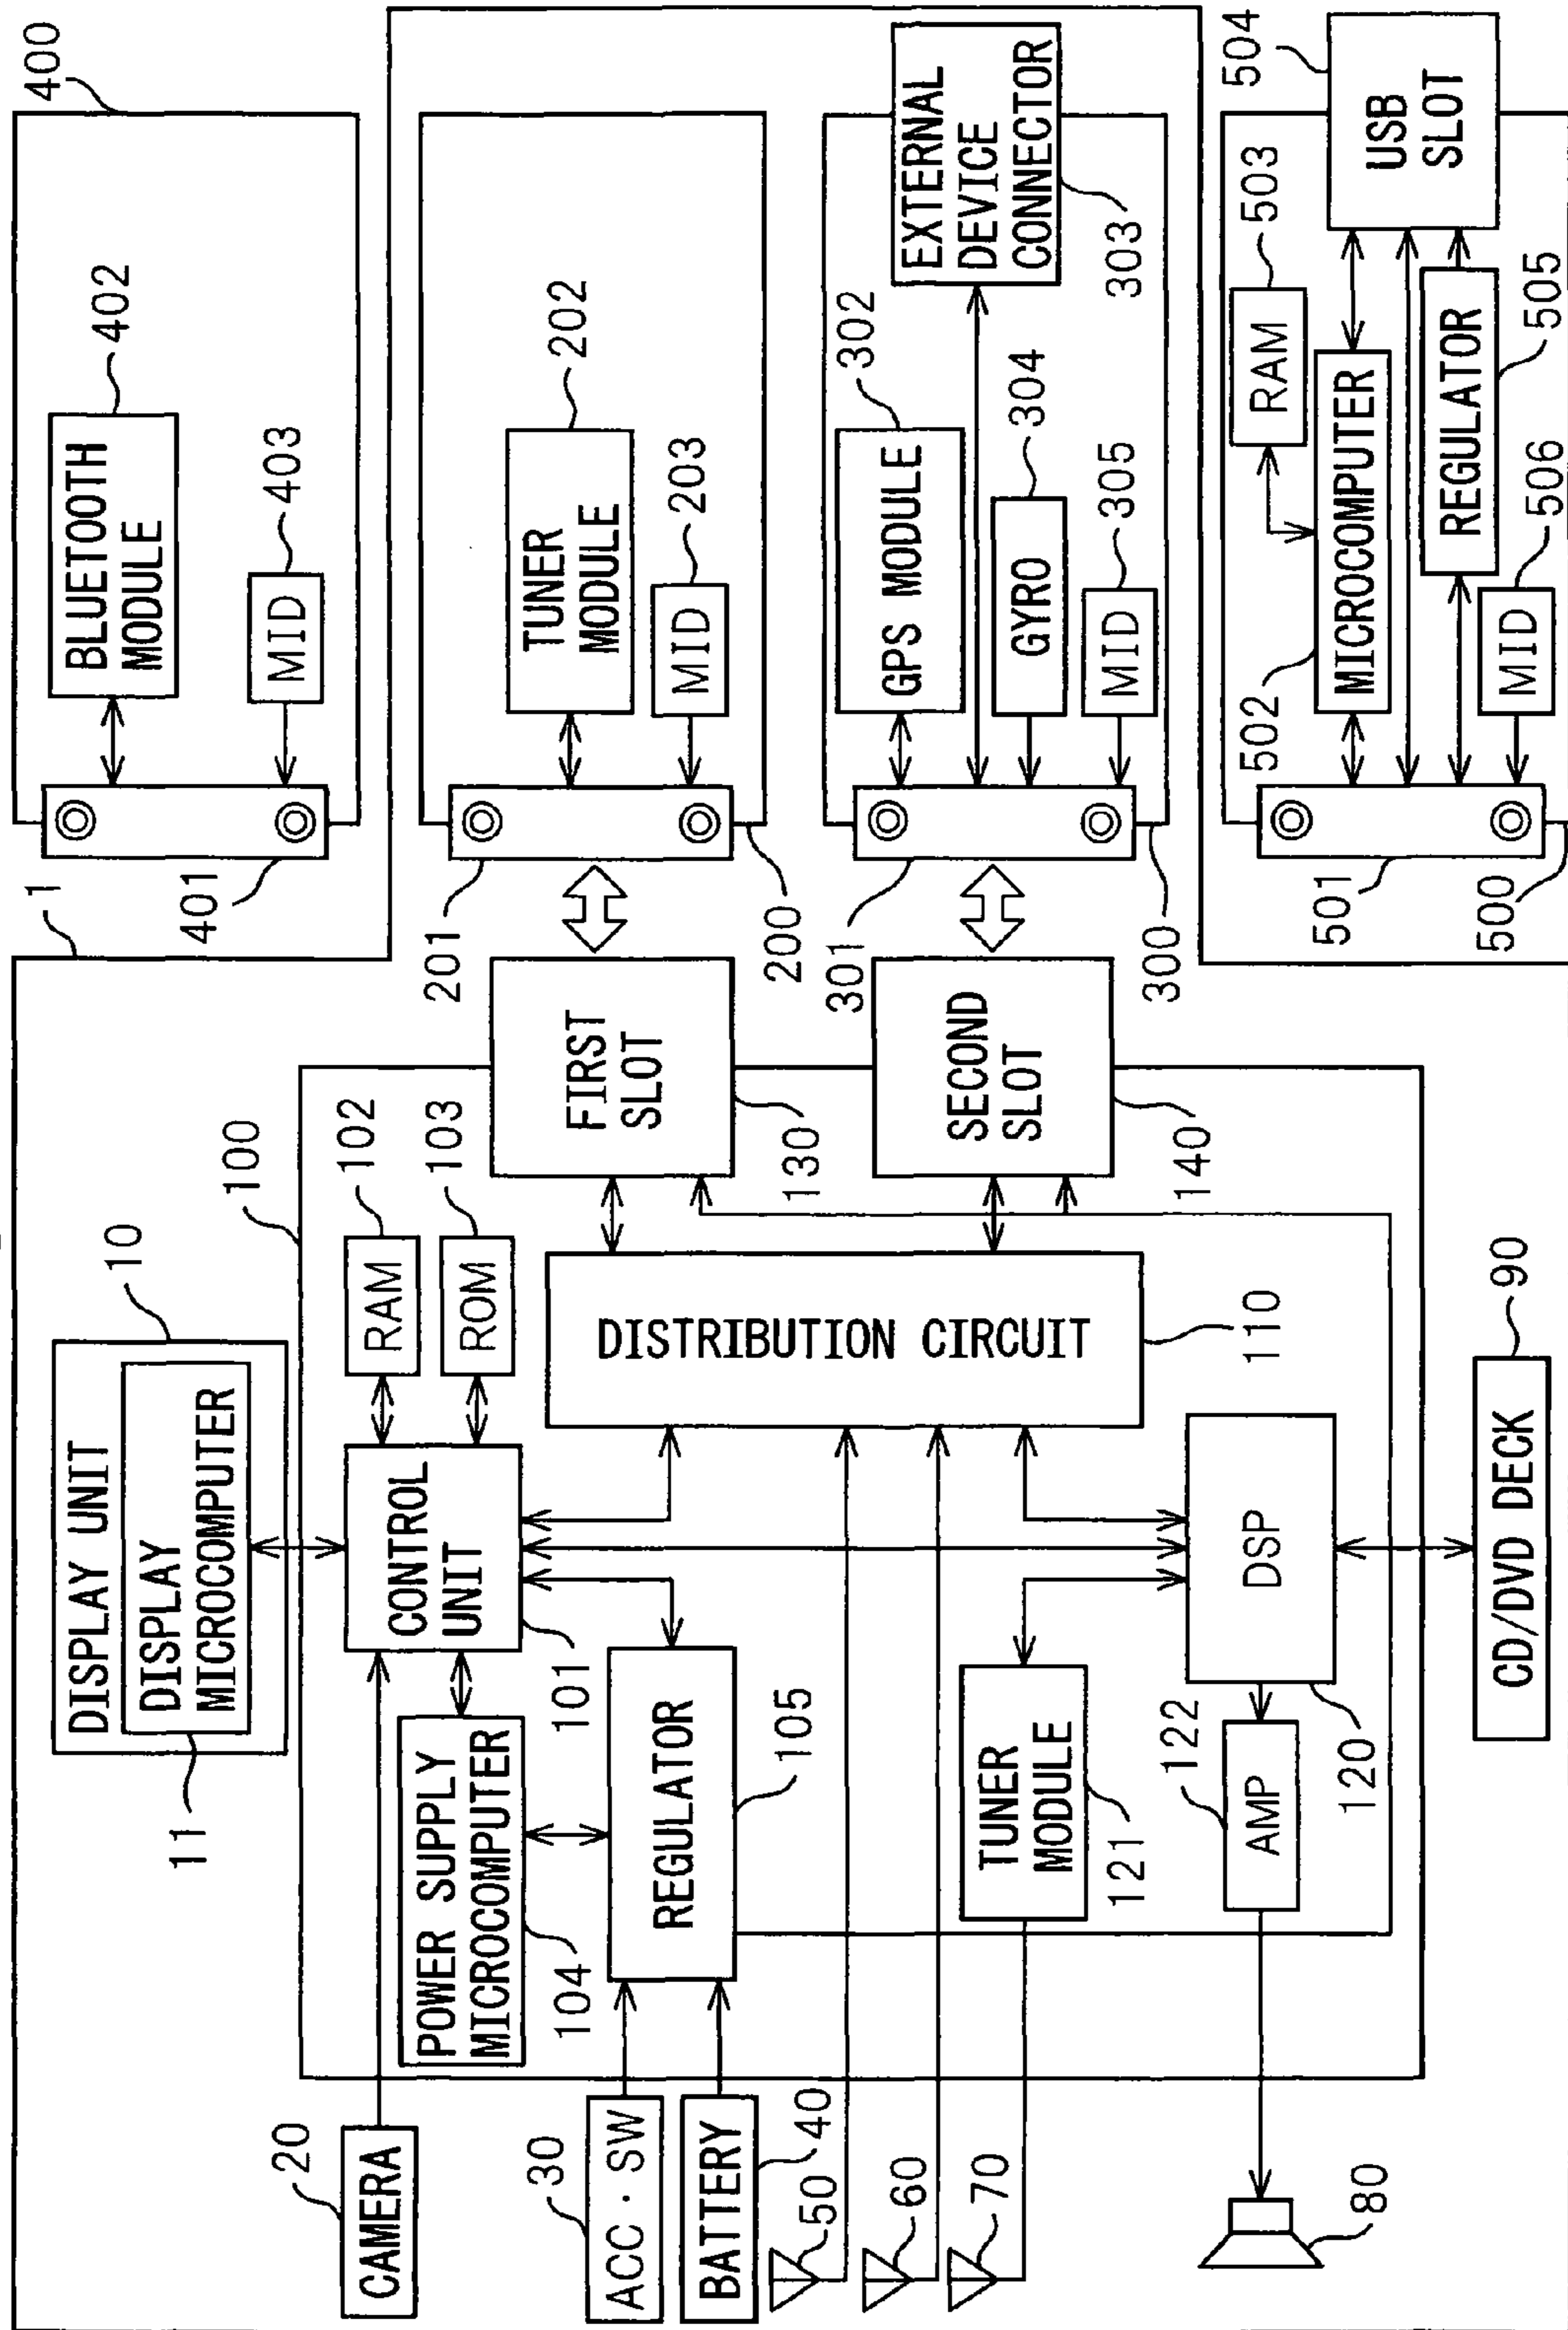 1
DISPLAY UNIT
10
DISPLAY
MICROCOMPUTER
11
CAMERA
20
ACC・SW
30
BATTERY
40
50
60
70
80
100
POWER SUPPLY
MICROCOMPUTER
104
CONTROL
UNIT
101
RAM
102
ROM
103
REGULATOR
105
DISTRIBUTION CIRCUIT
110
TUNER
MODULE
121
DSP
120
AMP
122
CD/DVD DECK
90
FIRST
SLOT
130
SECOND
SLOT
140
400
401
BLUETOOTH
MODULE
402
MID
403
200
201
TUNER
MODULE
202
MID
203
300
301
GPS MODULE
302
EXTERNAL
DEVICE
CONNECTOR
303
GYRO
304
MID
305
500
501
502
MICROCOMPUTER
RAM
503
USB
SLOT
504
REGULATOR
505
MID
506